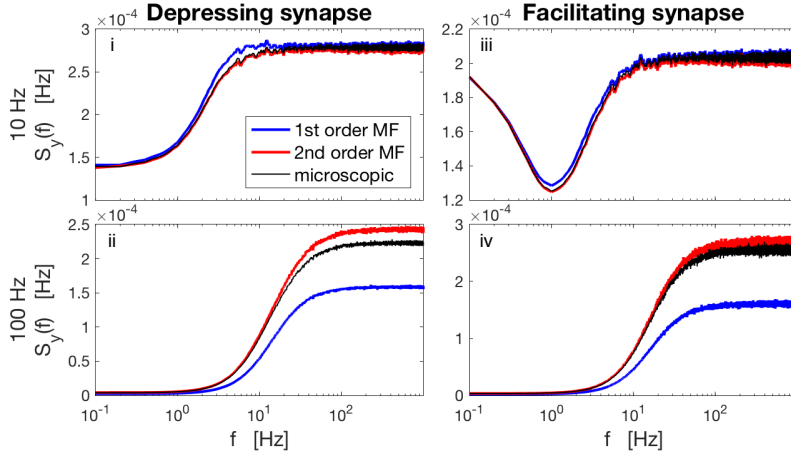 Depressing synapse
Facilitating synapse
×10⁻⁴
i
3
2.5
2
1.5
1
10 Hz
S_y(f) [Hz]
1st order MF
2nd order MF
microscopic
×10⁻⁴
iii
2.2
2
1.8
1.6
1.4
1.2
×10⁻⁴
ii
2.5
2
1.5
1
0.5
0
100 Hz
S_y(f) [Hz]
10⁻¹ 10⁰ 10¹ 10²
f [Hz]
×10⁻⁴
iv
3
2
1
0
10⁻¹ 10⁰ 10¹ 10²
f [Hz]